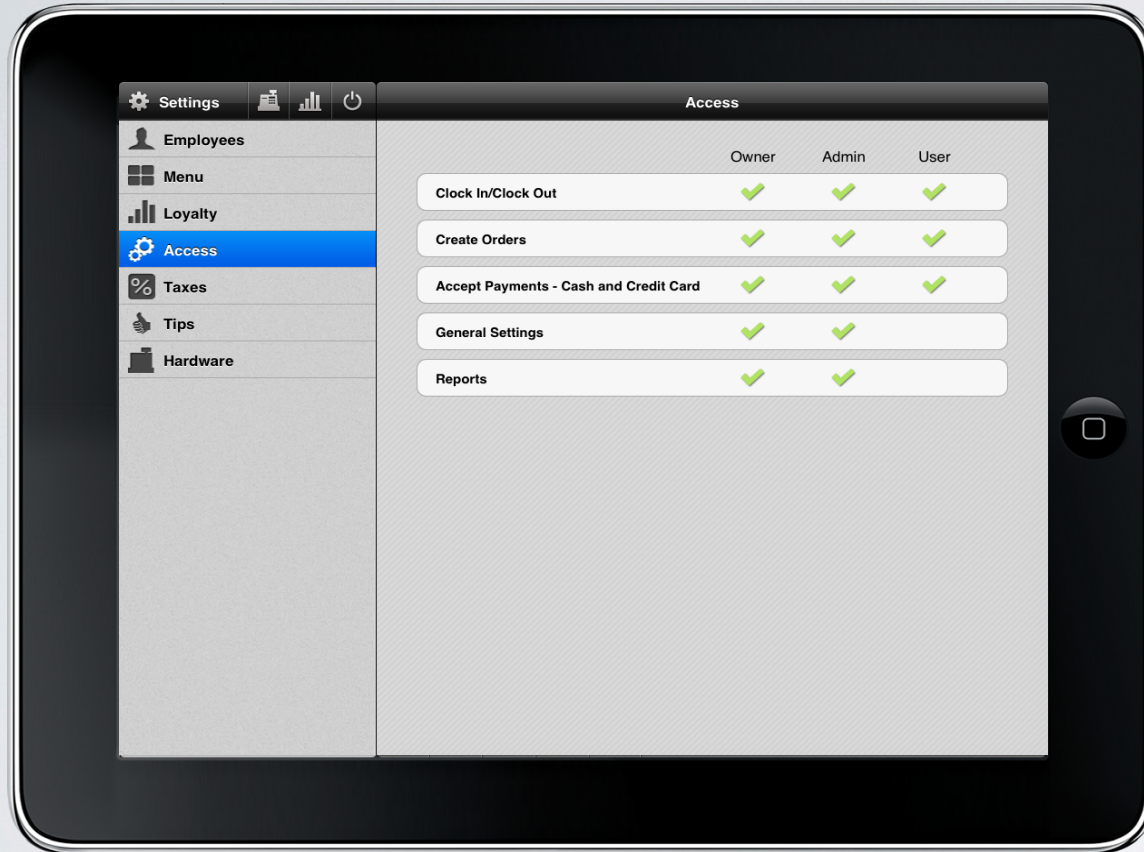 Settings
Access
Employees
Menu
Loyalty
Access
Taxes
Tips
Hardware
Owner Admin User
Clock In/Clock Out
Create Orders
Accept Payments - Cash and Credit Card
General Settings
Reports